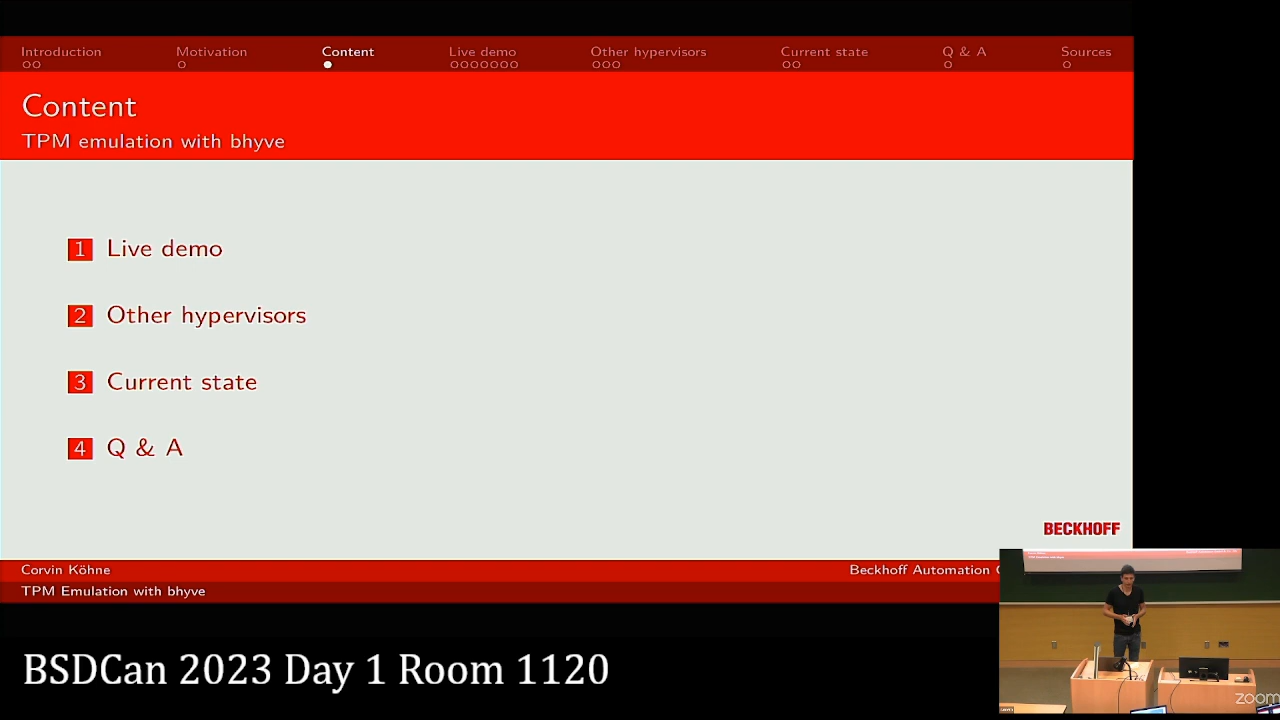 Introduction Motivation Content Live demo Other hypervisors Current state Q & A Sources
Content
TPM emulation with bhyve
1 Live demo
2 Other hypervisors
3 Current state
4 Q & A
BECKHOFF
Corvin Köhne
Beckhoff Automation
TPM Emulation with bhyve
BSDCan 2023 Day 1 Room 1120
zoom